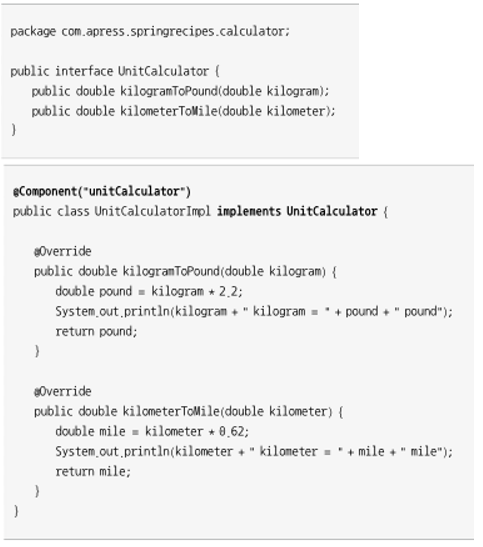 package com.apress.springrecipes.calculator;
public interface UnitCalculator {
public double kilogramToPound(double kilogram);
public double kilometerToMile(double kilometer);
}
@Component("unitCalculator")
public class UnitCalculatorImpl implements UnitCalculator {
@Override
public double kilogramToPound(double kilogram) {
double pound = kilogram * 2.2;
System.out.println(kilogram + " kilogram = " + pound + " pound");
return pound;
}
@Override
public double kilometerToMile(double kilometer) {
double mile = kilometer * 0.62;
System.out.println(kilometer + " kilometer = " + mile + " mile");
return mile;
}
}